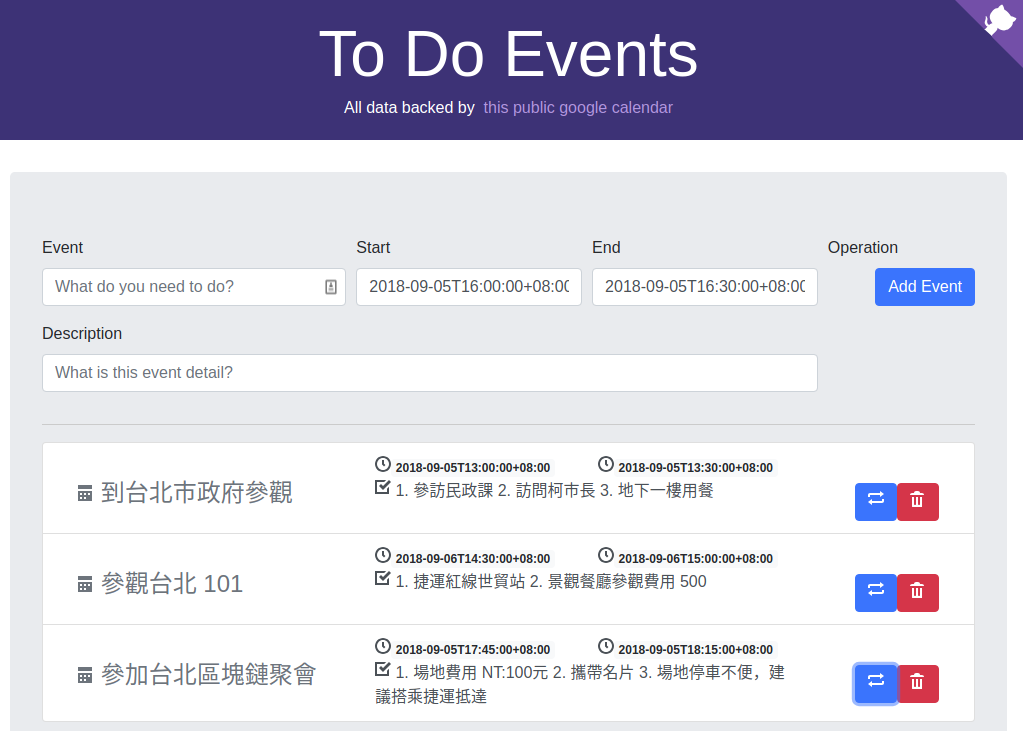 To Do Events
All data backed by this public google calendar
Event
Start
End
Operation
What do you need to do?
2018-09-05T16:00:00+08:00
2018-09-05T16:30:00+08:00
Add Event
Description
What is this event detail?
到台北市政府參觀
2018-09-05T13:00:00+08:00
2018-09-05T13:30:00+08:00
1. 參訪民政課 2. 訪問柯市長 3. 地下一樓用餐
參觀台北 101
2018-09-06T14:30:00+08:00
2018-09-06T15:00:00+08:00
1. 捷運紅線世貿站 2. 景觀餐廳參觀費用 500
參加台北區塊鏈聚會
2018-09-05T17:45:00+08:00
2018-09-05T18:15:00+08:00
1. 場地費用 NT:100元 2. 攜帶名片 3. 場地停車不便，建
議搭乘捷運抵達